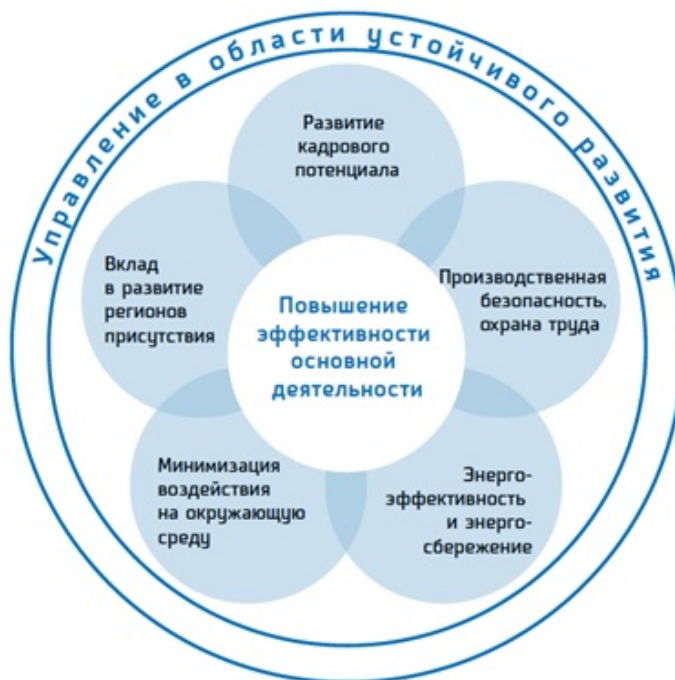 Управление в области устойчивого развития
Развитие
кадрового
потенциала
Вклад
в развитие
регионов
присутствия
Производственная
безопасность,
охрана труда
Повышение
эффективности
основной
деятельности
Минимизация
воздействия
на окружающую
среду
Энерго-
эффективность
и энерго-
сбережение